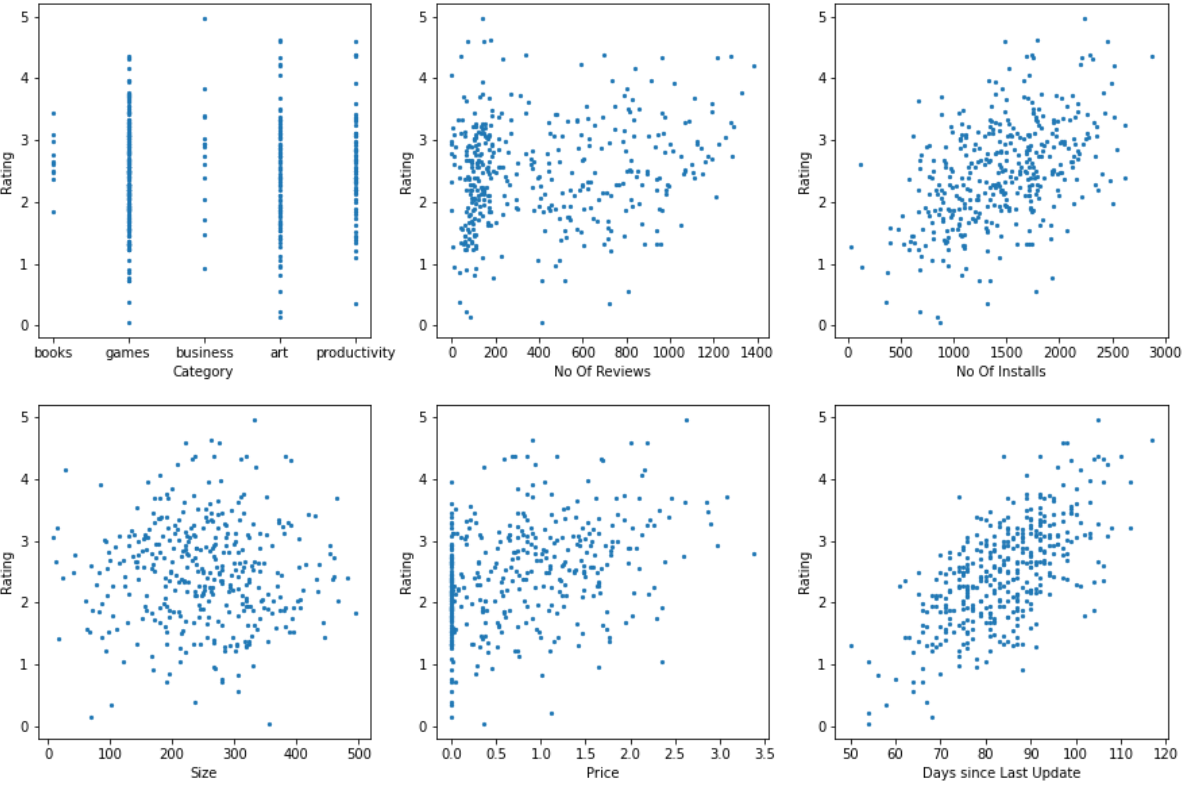 5
4
3
2
1
0
Rating
books games business art productivity
Category
5
4
3
2
1
0
Rating
0 200 400 600 800 1000 1200 1400
No Of Reviews
5
4
3
2
1
0
Rating
0 500 1000 1500 2000 2500 3000
No Of Installs
5
4
3
2
1
0
Rating
0 100 200 300 400 500
Size
5
4
3
2
1
0
Rating
0.0 0.5 1.0 1.5 2.0 2.5 3.0 3.5
Price
5
4
3
2
1
0
Rating
50 60 70 80 90 100 110 120
Days since Last Update